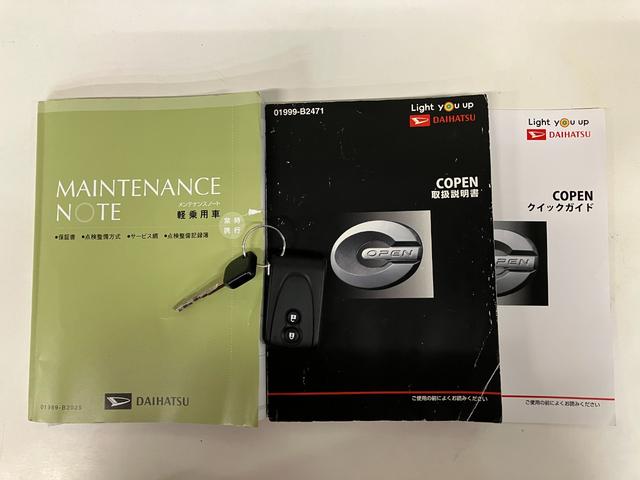 MAINTENANCE
NOTE
メンテナンスノート
軽乗用車
常時
携行
●保証書 ●点検整備方式 ●サービス網 ●点検整備記録簿
01999-B2025
DAIHATSU
01999-B2471
Light you up
DAIHATSU
COPEN
取扱説明書
COPEN
ご使用の前によくお読みください
Light you up
DAIHATSU
COPEN
クイックガイド
OPEN
ご使用の前によくお読みください